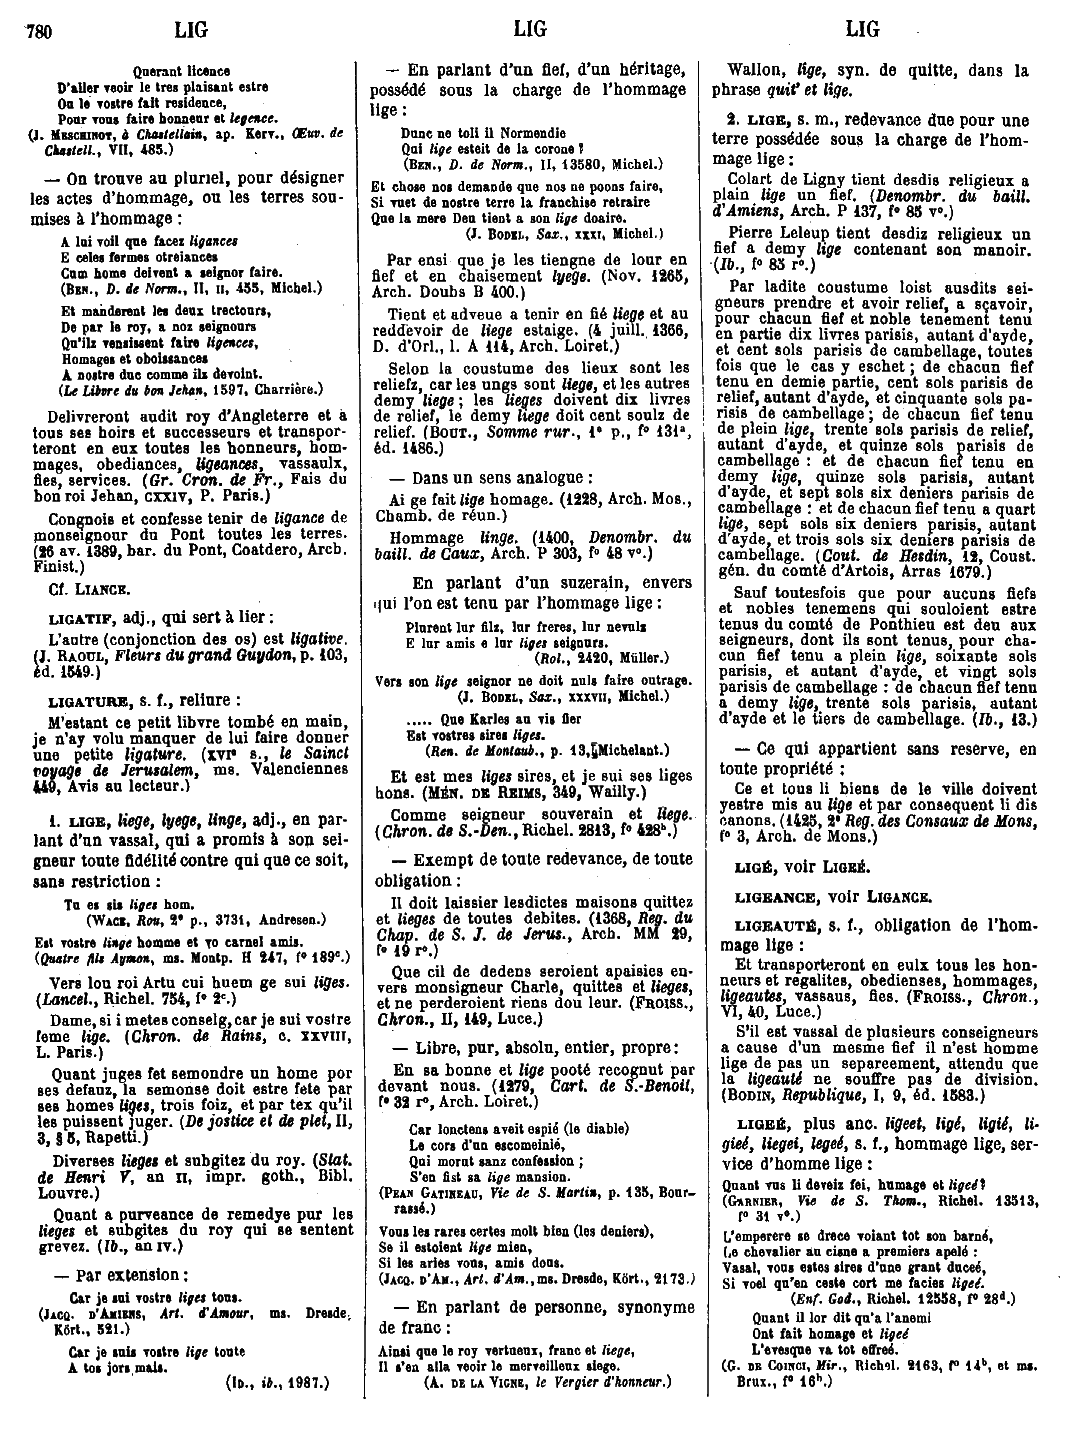 780 LIG LIG LIG
Querant licence
D'aller veoir le tres plaisant estre
Ou le vostre fait residence,
Pour vous faire honneur et legence.
(J. MESCHINOT, à Chastellain, ap. Kerv., Œuv. de
Chastell., VII, 485.)
— On trouve au pluriel, pour désigner
les actes d'hommage, ou les terres sou-
mises à l'hommage :
A lui voil que facez ligances
E celes fermes otreiances
Cum home deivent a seignor faire.
(BEN., D. de Norm., II, II, 455, Michel.)
Et manderent les deux trectours,
De par le roy, a noz seignours
Qu'ilz vensissent faire ligences,
Homages et oboissances
A nostre duc comme ilz devoint.
(Le Libvre du bon Jehan, 1597, Charrière.)
Delivreront audit roy d'Angleterre et a
tous ses hoirs et successeurs et transpor-
teront en eux toutes les honneurs, hom-
mages, obediances, ligeances, vassaulx,
fies, services. (Gr. Cron. de Fr., Fais du
bon roi Jehan, CXXIV, P. Paris.)
Congnois et confesse tenir de ligance de
monseignour du Pont toutes les terres.
(26 av. 1389, bar. du Pont, Coatdero, Arch.
Finist.)
Cf. LIANCE.
LIGATIF, adj., qui sert à lier :
L'autre (conjonction des os) est ligative.
(J. RAOUL, Fleurs du grand Guydon, p. 103,
éd. 1549.)
LIGATURE, s. f., reliure :
M'estant ce petit libvre tombé en main,
je n'ay volu manquer de lui faire donner
une petite ligature. (XVIe s., le Sainct
voyage de Jerusalem, ms. Valenciennes
449, Avis au lecteur.)
1. LIGE, liege, lyege, linge, adj., en par-
lant d'un vassal, qui a promis à son sei-
gneur toute fidélité contre qui que ce soit,
sans restriction :
Tu es sis liges hom.
(WACE, Rou, 2e p., 3731, Andresen.)
Est vostre linge homme et vo carnel amis.
(Quatre fils Aymon, ms. Montp. H 247, fo 189c.)
Vers lou roi Artu cui huem ge sui liges.
(Lancel., Richel. 754, fo 2c.)
Dame, si i metes conselg, car je sui vostre
feme lige. (Chron. de Rains, c. XXVIII,
L. Paris.)
Quant juges fet semondre un home por
ses defauz, la semonse doit estre fete par
ses homes liges, trois foiz, et par tex qu'il
les puissent juger. (De jostice et de plet, II,
3, § 5, Rapetti.)
Diverses lieges et subgitez du roy. (Stat.
de Henri V, an II, impr. goth., Bibl.
Louvre.)
Quant a purveance de remedye pur les
lieges et subgites du roy qui se sentent
grevez. (Ib., an IV.)
— Par extension :
Car je sui vostre liges tous.
(JACQ. D'AMIENS, Art. d'Amour, ms. Dresde,
Kört., 521.)
Car je suis vostre lige toute
A tos jors mais.
(ID., ib., 1987.)
— En parlant d'un fief, d'un héritage,
possédé sous la charge de l'hommage
lige :
Dunc ne toli il Normendie
Qui lige esteit de la corone ?
(BEN., D. de Norm., II, 13580, Michel.)
Et chose nos demande que nos ne poons faire,
Si vuet de nostre terre la franchise retraire
Que la mere Deu tient a son lige doaire.
(J. BODEL, Sax., XXXI, Michel.)
Par ensi que je les tiengne de lour en
fief et en chaisement lyege. (Nov. 1265,
Arch. Doubs B 400.)
Tient et adveue a tenir en fié liege et au
reddevoir de liege estaige. (4 juill. 1366,
D. d'Orl., l. A 114, Arch. Loiret.)
Selon la coustume des lieux sont les
reliefz, car les ungs sont liege, et les autres
demy liege ; les lieges doivent dix livres
de relief, le demy liege doit cent soulz de
relief. (BOUT., Somme rur., 1e p., fo 131a,
éd. 1486.)
— Dans un sens analogue :
Ai ge fait lige homage. (1228, Arch. Mos.,
Chamb. de réun.)
Hommage linge. (1400, Denombr. du
baill. de Caux, Arch. P 303, fo 48 vo.)
En parlant d'un suzerain, envers
qui l'on est tenu par l'hommage lige :
Plurent lur filz, lur freres, lur nevulz
E lur amis e lur liges seignurs.
(Rol., 2420, Müller.)
Vers son lige seignor ne doit nuls faire outrage.
(J. BODEL, Sax., XXXVII, Michel.)
..... Que Karles au vis fier
Est vostres sires liges.
(Ren. de Montaub., p. 13, Michelant.)
Et est mes liges sires, et je sui ses liges
hons. (MÉN. DE REIMS, 349, Wailly.)
Comme seigneur souverain et liege.
(Chron. de S.-Den., Richel. 2813, fo 428b.)
— Exempt de toute redevance, de toute
obligation :
Il doit laissier lesdictes maisons quittez
et lieges de toutes debites. (1368, Reg. du
Chap. de S. J. de Jerus., Arch. MM 29,
fo 19 ro.)
Que cil de dedens seroient apaisies en-
vers monsigneur Charle, quittes et lieges,
et ne perderoient riens dou leur. (FROISS.,
Chron., II, 149, Luce.)
— Libre, pur, absolu, entier, propre :
En sa bonne et lige pooté recognut par
devant nous. (1279, Cart. de S.-Benoit,
fo 32 ro, Arch. Loiret.)
Car lonctens aveit espié (le diable)
Le cors d'un escomeinié,
Qui morut sanz confession ;
S'en fist sa lige mansion.
(PEAN GATINEAU, Vie de S. Martin, p. 135, Bour-
rassé.)
Vous les rares certes molt bien (les deniers),
Se il estoient lige mien,
Si les aries vous, amis dous.
(JACQ. D'AM., Art. d'Am., ms. Dresde, Kört., 2173.)
— En parlant de personne, synonyme
de franc :
Ainsi que le roy vertueux, franc et liege,
Il s'en alla veoir le merveilleux siege.
(A. DE LA VIGNE, le Vergier d'honneur.)
Wallon, lige, syn. de quitte, dans la
phrase quit' et lige.
2. LIGE, s. m., redevance due pour une
terre possédée sous la charge de l'hom-
mage lige :
Colart de Ligny tient desdis religieux a
plain lige un fief. (Denombr. du baill.
d'Amiens, Arch. P 137, fo 85 vo.)
Pierre Leleup tient desdiz religieux un
fief a demy lige contenant son manoir.
(Ib., fo 85 ro.)
Par ladite coustume loist ausdits sei-
gneurs prendre et avoir relief, a sçavoir,
pour chacun fief et noble tenement tenu
en partie dix livres parisis, autant d'ayde,
et cent sols parisis de cambellage, toutes
fois que le cas y eschet ; de chacun fief
tenu en demie partie, cent sols parisis de
relief, autant d'ayde, et cinquante sols pa-
risis de cambellage ; de chacun fief tenu
de plein lige, trente sols parisis de relief,
autant d'ayde, et quinze sols parisis de
cambellage : et de chacun fief tenu en
demy lige, quinze sols parisis, autant
d'ayde, et sept sols six deniers parisis de
cambellage : et de chacun fief tenu a quart
lige, sept sols six deniers parisis, autant
d'ayde, et trois sols six deniers parisis de
cambellage. (Cout. de Hesdin, 12, Coust.
gén. du comté d'Artois, Arras 1679.)
Sauf toutesfois que pour aucuns fiefs
et nobles tenemens qui souloient estre
tenus du comté de Ponthieu est deu aux
seigneurs, dont ils sont tenus, pour cha-
cun fief tenu a plein lige, soixante sols
parisis, et autant d'ayde, et vingt sols
parisis de cambellage : de chacun fief tenu
a demy lige, trente sols parisis, autant
d'ayde et le tiers de cambellage. (Ib., 13.)
— Ce qui appartient sans reserve, en
toute propriété :
Ce et tous li biens de le ville doivent
yestre mis au lige et par consequent li dis
canons. (1425, 2e Reg. des Consaux de Mons,
fo 3, Arch. de Mons.)
LIGÉ, voir LIGEÉ.
LIGEANCE, voir LIGANCE.
LIGEAUTÉ, s. f., obligation de l'hom-
mage lige :
Et transporteront en eulx tous les hon-
neurs et regalites, obedienses, hommages,
ligeautes, vassaus, fies. (FROISS., Chron.,
VI, 40, Luce.)
S'il est vassal de plusieurs conseigneurs
a cause d'un mesme fief il n'est homme
lige de pas un separeement, attendu que
la ligeauté ne souffre pas de division.
(BODIN, Republique, I, 9, éd. 1583.)
LIGEÉ, plus anc. ligeet, ligé, ligié, li-
gieé, liegei, legeé, s. f., hommage lige, ser-
vice d'homme lige :
Quant vus li deveiz fei, humage et ligeé ?
(GARNIER, Vie de S. Thom., Richel. 13513,
fo 31 vo.)
L'emperere se drece voiant tot son barné,
Le chevalier au cisne a premiers apelé :
Vasal, vous estes sires d'une grant duceé,
Si voel qu'en ceste cort me facies ligeé.
(Enf. God., Richel. 12558, fo 28d.)
Quant il lor dit qu'a l'anemi
Ont fait homage et ligeé
L'evesque va tot effreé.
(G. DE COINCI, Mir., Richel. 2163, fo 14b, et ms.
Brux., fo 16b.)